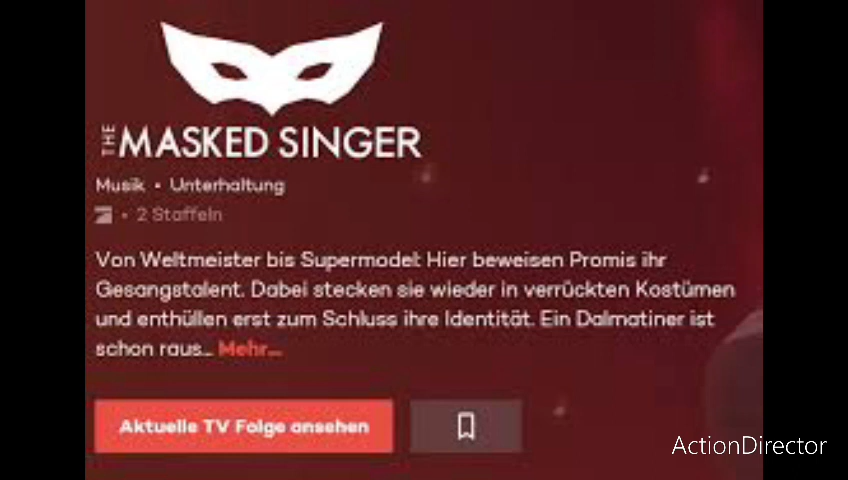 THE MASKED SINGER
Musik • Unterhaltung
• 2 Staffeln
Von Weltmeister bis Supermodel: Hier beweisen Promis ihr
Gesangstalent. Dabei stecken sie wieder in verrückten Kostümen
und enthüllen erst zum Schluss ihre Identität. Ein Dalmatiner ist
schon raus... Mehr...
Aktuelle TV Folge ansehen
ActionDirector